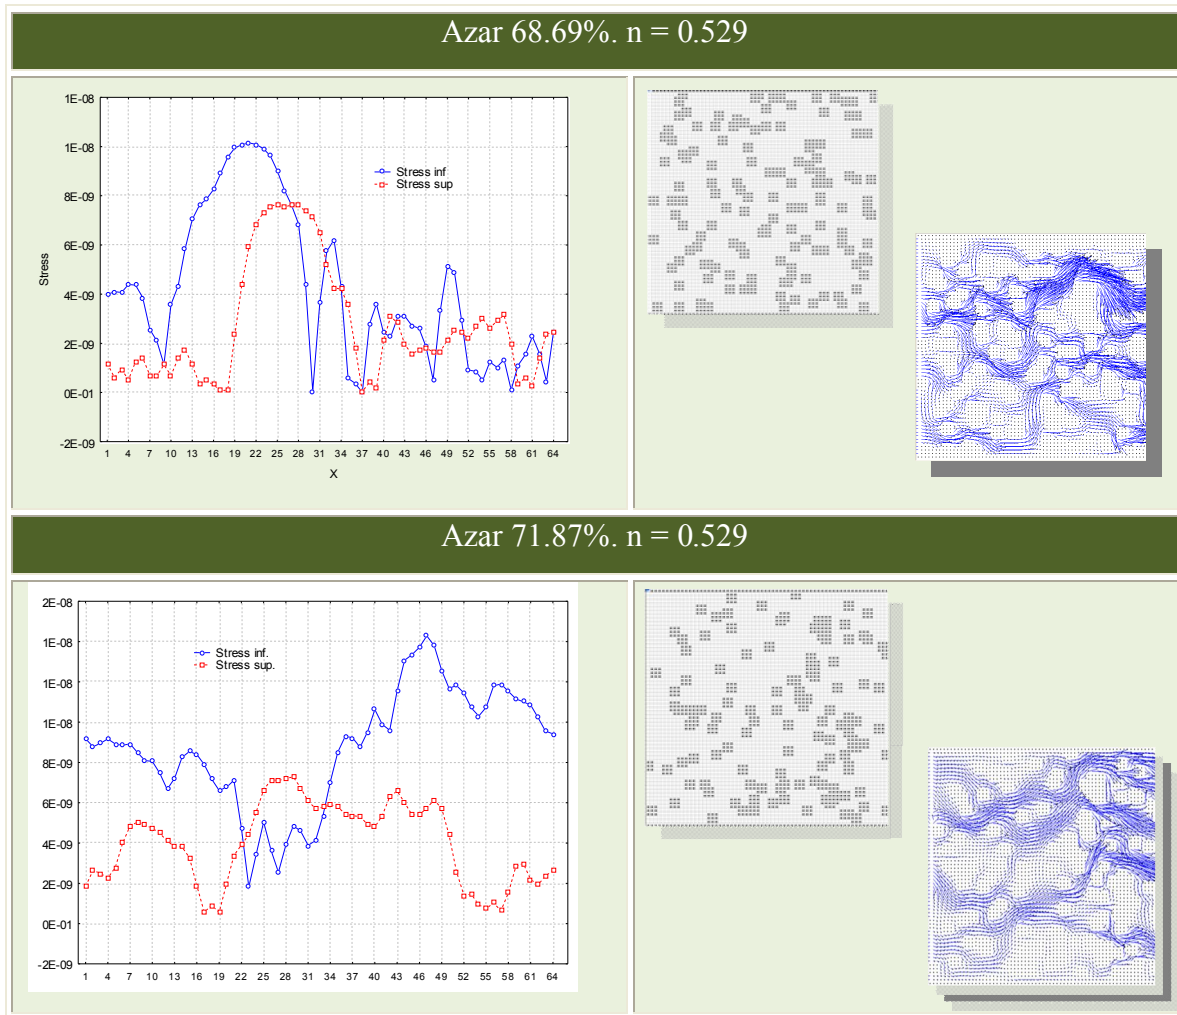 Azar 68.69%. n = 0.529
1E-08
1E-08
8E-09
6E-09
4E-09
2E-09
0E-01
-2E-09
Stress
Stress inf
Stress sup
1 4 7 10 13 16 19 22 25 28 31 34 37 40 43 46 49 52 55 58 61 64
X
Azar 71.87%. n = 0.529
2E-08
1E-08
1E-08
1E-08
8E-09
6E-09
4E-09
2E-09
0E-01
-2E-09
Stress inf.
Stress sup.
1 4 7 10 13 16 19 22 25 28 31 34 37 40 43 46 49 52 55 58 61 64